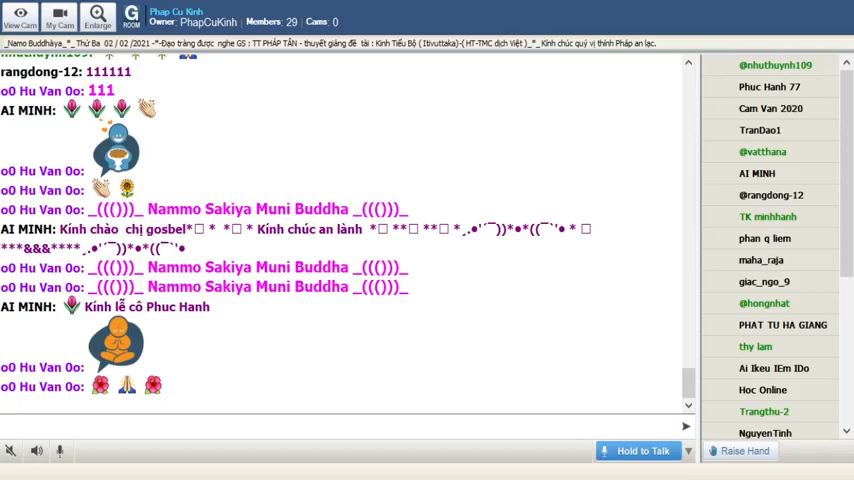 View Cam
My Cam
Enlarge
G
ROOM
Phap Cu Kinh
Owner: PhapCuKinh Members: 29 Cams: 0
_Namo Buddhàya_*_ Thứ Ba 02 / 02 /2021 -*-Đạo tràng được nghe GS : TT PHÁP TÂN - thuyết giảng đề tài : Kinh Tiểu Bộ ( Itivuttaka)-( HT-TMC dịch Việt )_*_ Kính chúc quý vị thính Pháp an lạc.
rangdong-12: 111111
o0 Hu Van 0o: 111
AI MINH:
o0 Hu Van 0o:
o0 Hu Van 0o:
o0 Hu Van 0o: _((()))_ Nammo Sakiya Muni Buddha _((()))_
AI MINH: Kính chào chị gosbel*□ * *□ * Kính chúc an lành *□ **□ **□ *¸.•'´¯))*•*((¯`'• * □
***&&&**** ¸.•'´¯))*•*((¯`'•
o0 Hu Van 0o: _((()))_ Nammo Sakiya Muni Buddha _((()))_
o0 Hu Van 0o: _((()))_ Nammo Sakiya Muni Buddha _((()))_
AI MINH: Kính lễ cô Phuc Hanh
o0 Hu Van 0o:
o0 Hu Van 0o:
@nhuthuynh109
Phuc Hanh 77
Cam Van 2020
TranDao1
@vatthana
AI MINH
@rangdong-12
TK minhhanh
phan q liem
maha_raja
giac_ngo_9
@hongnhat
PHAT TU HA GIANG
thy lam
Ai Ikeu IEm IDo
Hoc Online
Trangthu-2
NguyenTinh
Hold to Talk
Raise Hand